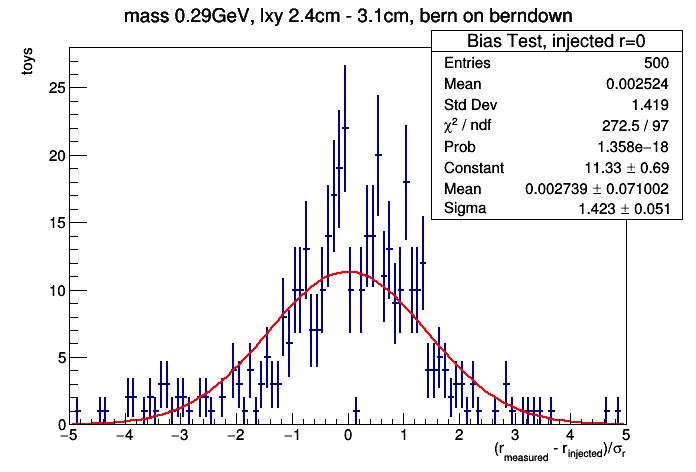 mass 0.29GeV, lxy 2.4cm - 3.1cm, bern on berndown
toys
Bias Test, injected r=0
Entries 500
Mean 0.002524
Std Dev 1.419
χ² / ndf 272.5 / 97
Prob 1.358e−18
Constant 11.33 ± 0.69
Mean 0.002739 ± 0.071002
Sigma 1.423 ± 0.051
25
20
15
10
5
0
−5 −4 −3 −2 −1 0 1 2 3 4 5
(r_measured - r_injected)/σ_r